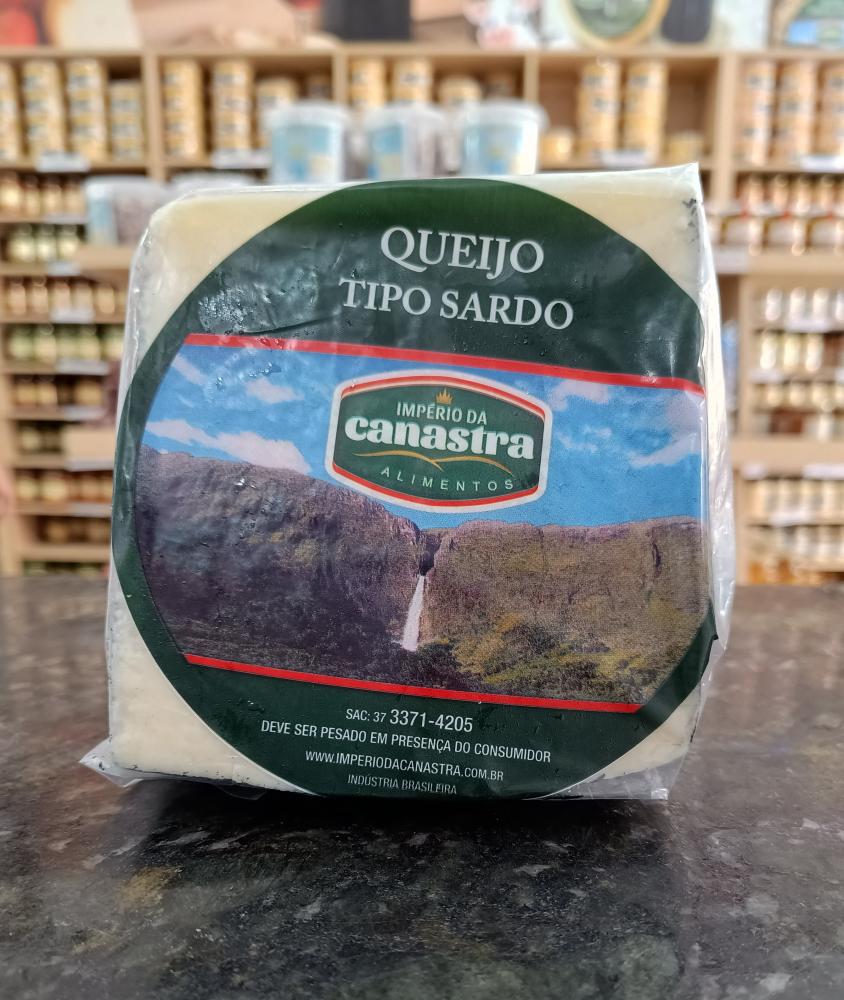 QUEIJO
TIPO SARDO
IMPÉRIO DA
canastra
ALIMENTOS
SAC: 37 3371-4205
DEVE SER PESADO EM PRESENÇA DO CONSUMIDOR
WWW.IMPERIODACANASTRA.COM.BR
INDÚSTRIA BRASILEIRA